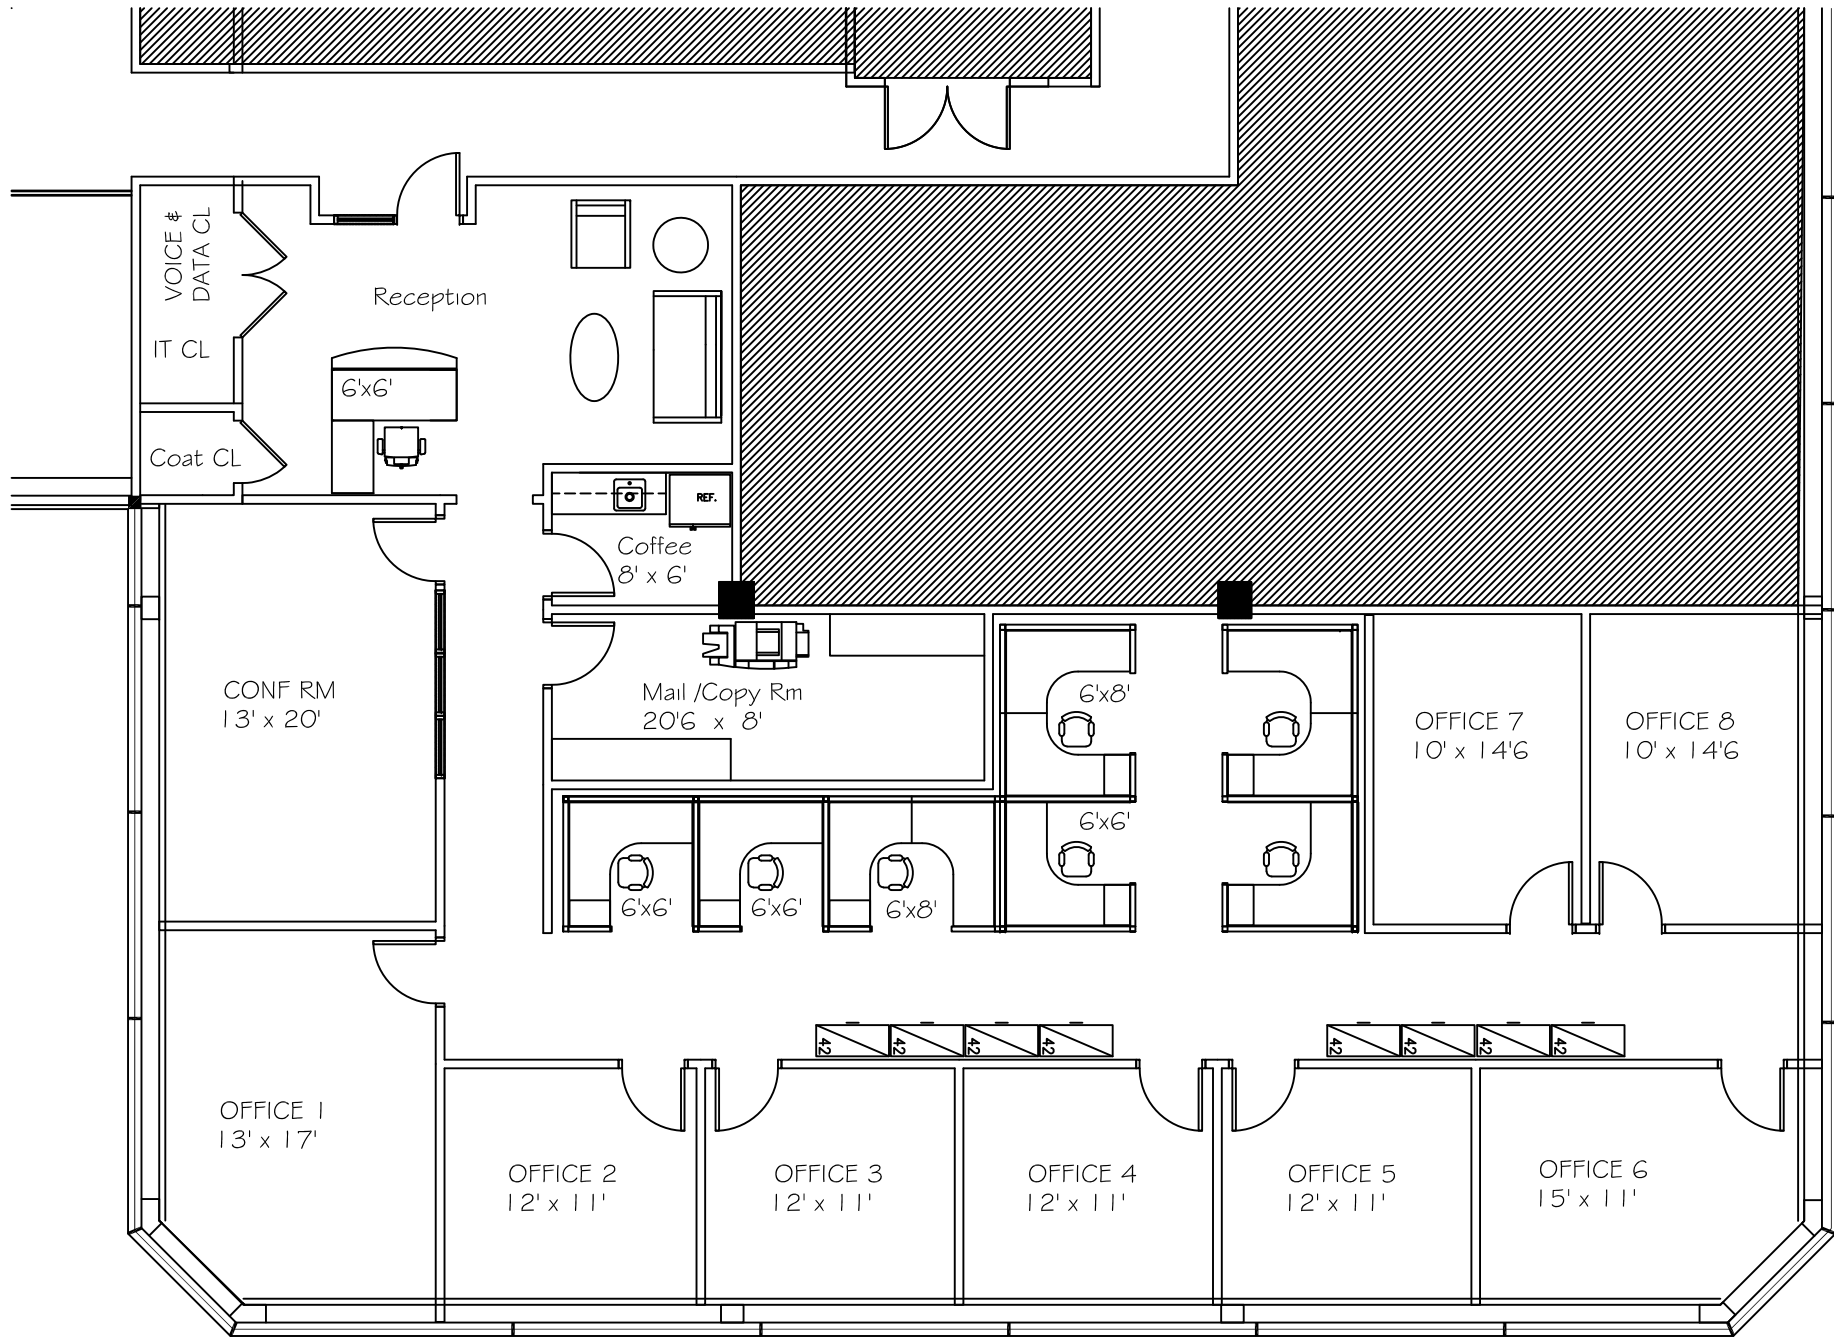 VOICE &
DATA CL
IT CL
Coat CL
Reception
6'x6'
REF.
Coffee
8' x 6'
CONF RM
13' x 20'
Mail /Copy Rm
20'6 x 8'
6'x8'
6'x6'
6'x6'
6'x6'
6'x8'
OFFICE 7
10' x 14'6
OFFICE 8
10' x 14'6
42
42
42
42
42
42
42
42
OFFICE 1
13' x 17'
OFFICE 2
12' x 11'
OFFICE 3
12' x 11'
OFFICE 4
12' x 11'
OFFICE 5
12' x 11'
OFFICE 6
15' x 11'